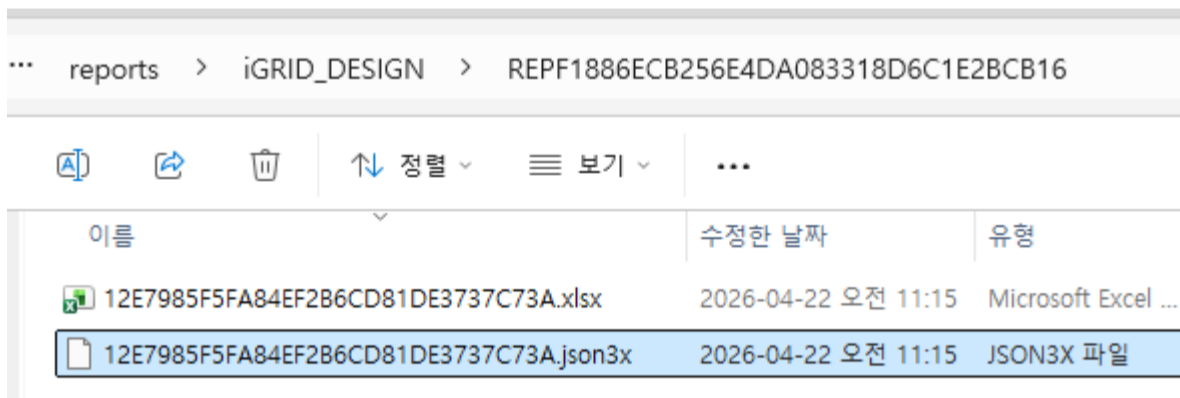 ··· reports > iGRID_DESIGN > REPF1886ECB256E4DA083318D6C1E2BCB16
정렬 보기 ···
이름 수정한 날짜 유형
12E7985F5FA84EF2B6CD81DE3737C73A.xlsx 2026-04-22 오전 11:15 Microsoft Excel ...
12E7985F5FA84EF2B6CD81DE3737C73A.json3x 2026-04-22 오전 11:15 JSON3X 파일